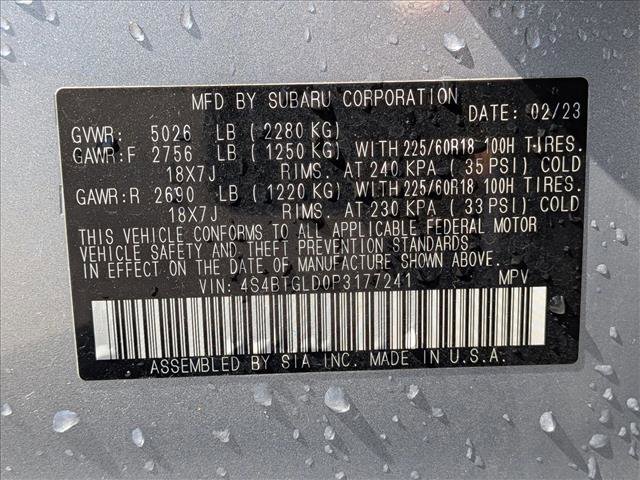 MFD BY SUBARU CORPORATION
DATE: 02/23
GVWR: 5026 LB (2280 KG)
GAWR:F 2756 LB (1250 KG) WITH 225/60R18 100H TIRES.
18X7J RIMS. AT 240 KPA (35 PSI) COLD
GAWR:R 2690 LB (1220 KG) WITH 225/60R18 100H TIRES.
18X7J RIMS. AT 230 KPA (33 PSI) COLD
THIS VEHICLE CONFORMS TO ALL APPLICABLE FEDERAL MOTOR
VEHICLE SAFETY AND THEFT PREVENTION STANDARDS
IN EFFECT ON THE DATE OF MANUFACTURE SHOWN ABOVE.
VIN: 4S4BTGLD0P3177241 MPV
ASSEMBLED BY SIA INC. MADE IN U.S.A.